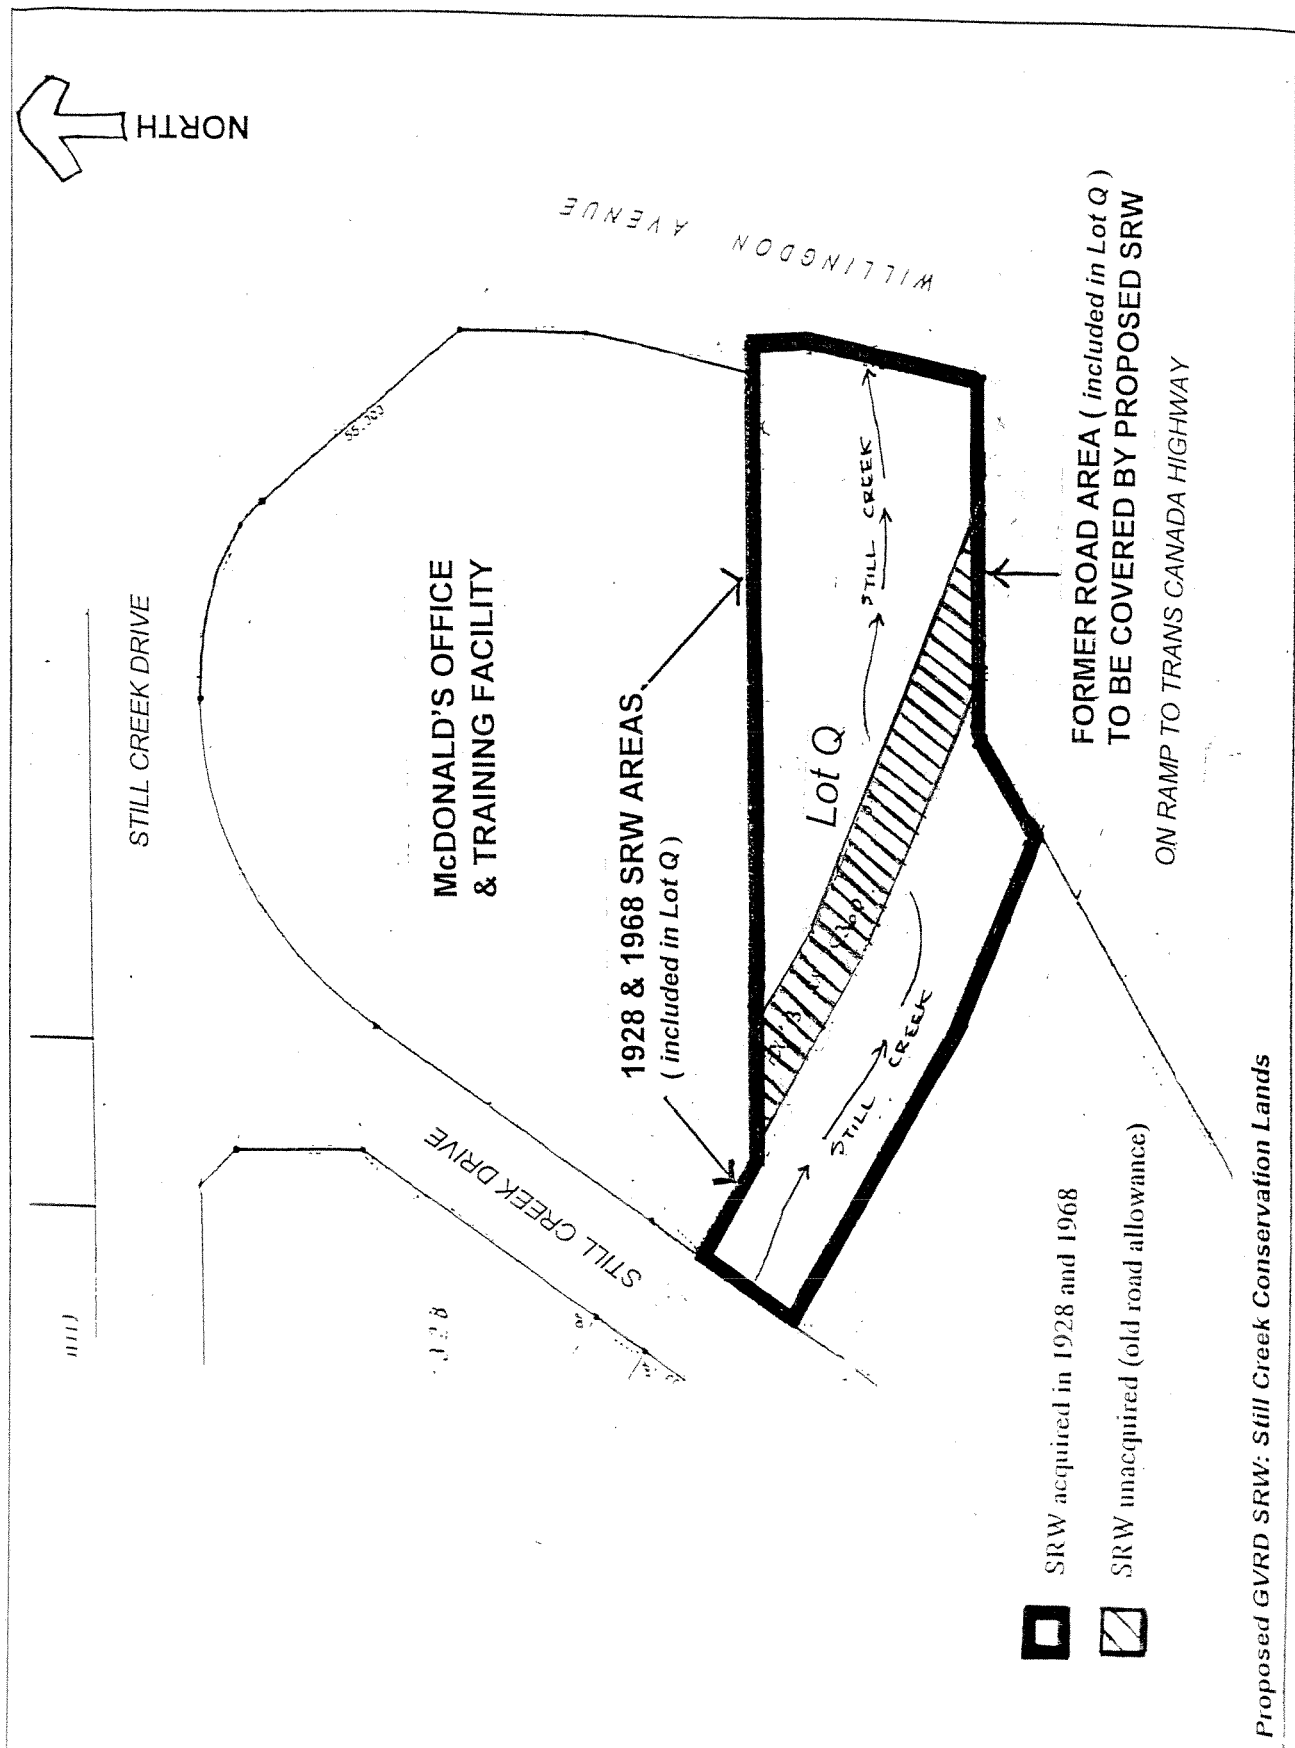 NORTH
STILL CREEK DRIVE
WILLINGDON AVENUE
55.303
McDONALD'S OFFICE
& TRAINING FACILITY
1928 & 1968 SRW AREAS
( included in Lot Q )
STILL CREEK DRIVE
Lot Q
STILL CREEK
STILL
CREEK
FORMER ROAD AREA ( included in Lot Q )
TO BE COVERED BY PROPOSED SRW
ON RAMP TO TRANS CANADA HIGHWAY
SRW acquired in 1928 and 1968
SRW unacquired (old road allowance)
Proposed GVRD SRW: Still Creek Conservation Lands